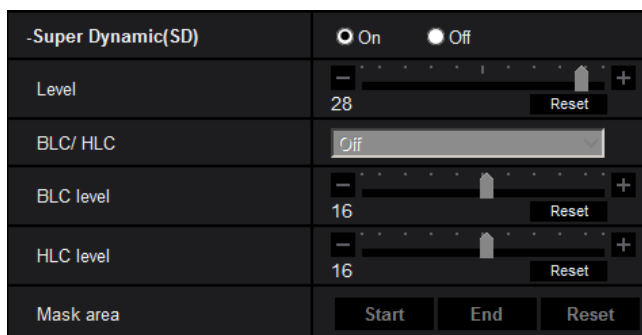 -Super Dynamic(SD) On Off
Level - +
28 Reset
BLC/ HLC Off
BLC level - +
16 Reset
HLC level - +
16 Reset
Mask area Start End Reset